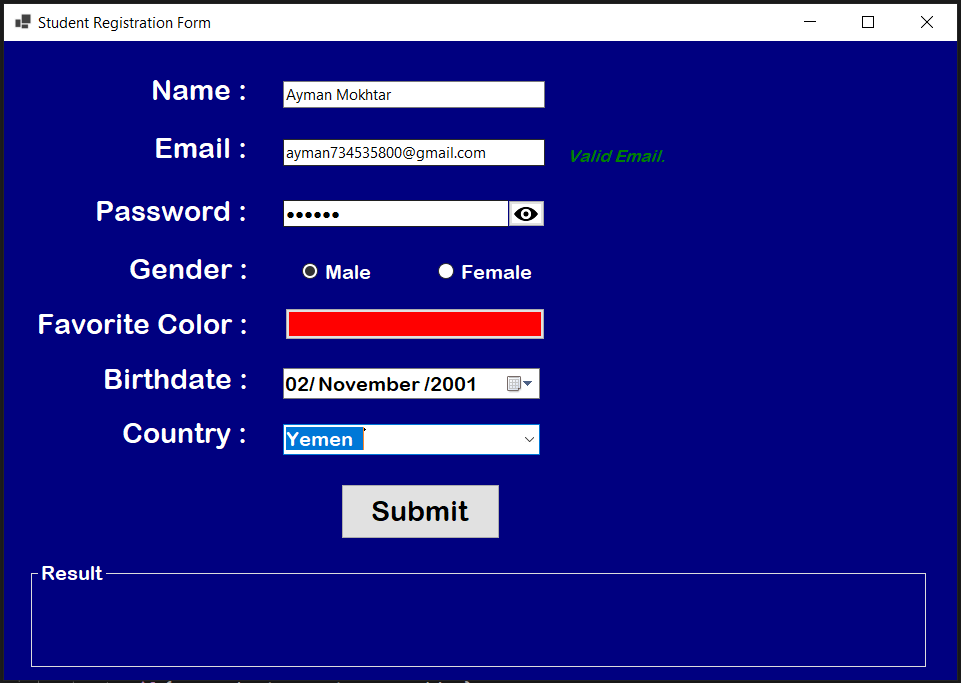 Student Registration Form
Name : Ayman Mokhtar
Email : ayman734535800@gmail.com Valid Email.
Password : ••••••
Gender : Male Female
Favorite Color :
Birthdate : 02/ November /2001
Country : Yemen
Submit
Result